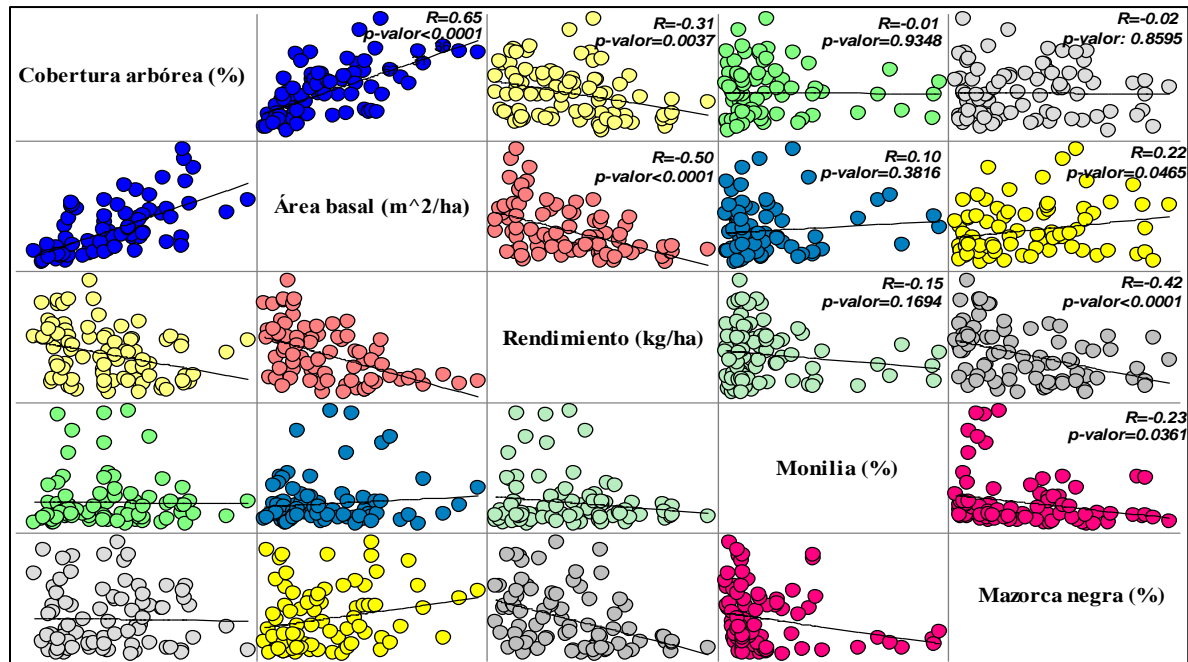 R=0.65
p-valor<0.0001
R=-0.31
p-valor=0.0037
R=-0.01
p-valor=0.9348
R=-0.02
p-valor: 0.8595
Cobertura arbórea (%)
R=-0.50
p-valor<0.0001
R=0.10
p-valor=0.3816
R=0.22
p-valor=0.0465
Área basal (m^2/ha)
R=-0.15
p-valor=0.1694
R=-0.42
p-valor<0.0001
Rendimiento (kg/ha)
R=-0.23
p-valor=0.0361
Monilia (%)
Mazorca negra (%)